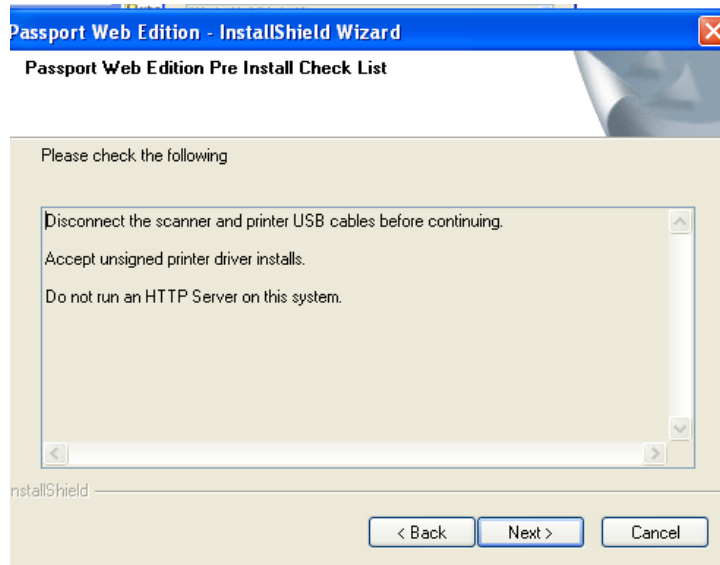 Passport Web Edition - InstallShield Wizard
Passport Web Edition Pre Install Check List
Please check the following
Disconnect the scanner and printer USB cables before continuing.
Accept unsigned printer driver installs.
Do not run an HTTP Server on this system.
nstallShield
< Back
Next >
Cancel